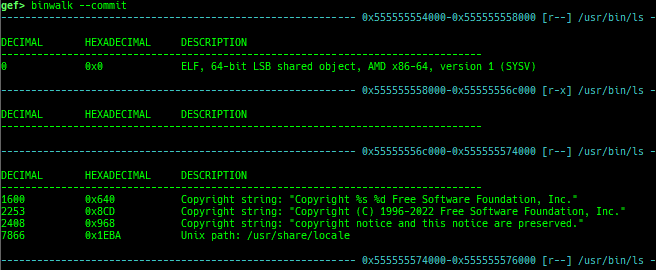 gef> binwalk --commit
--------------------------------------------------------- 0x555555554000-0x555555558000 [r--] /usr/bin/ls -

DECIMAL       HEXADECIMAL     DESCRIPTION
--------------------------------------------------------------------------------
0             0x0             ELF, 64-bit LSB shared object, AMD x86-64, version 1 (SYSV)

--------------------------------------------------------- 0x555555558000-0x55555556c000 [r-x] /usr/bin/ls -

DECIMAL       HEXADECIMAL     DESCRIPTION
--------------------------------------------------------------------------------

--------------------------------------------------------- 0x55555556c000-0x555555574000 [r--] /usr/bin/ls -

DECIMAL       HEXADECIMAL     DESCRIPTION
--------------------------------------------------------------------------------
1600          0x640           Copyright string: "Copyright %s %d Free Software Foundation, Inc."
2253          0x8CD           Copyright string: "Copyright (C) 1996-2022 Free Software Foundation, Inc."
2408          0x968           Copyright string: "copyright notice and this notice are preserved."
7866          0x1EBA          Unix path: /usr/share/locale

--------------------------------------------------------- 0x555555574000-0x555555576000 [r--] /usr/bin/ls -